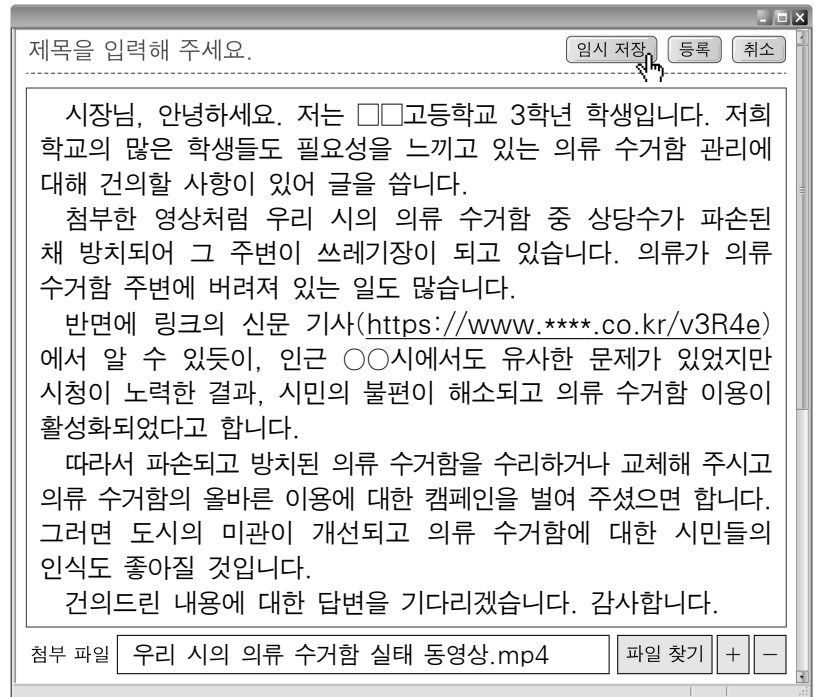 제목을 입력해 주세요.
임시 저장 등록 취소
시장님, 안녕하세요. 저는 □□고등학교 3학년 학생입니다. 저희
학교의 많은 학생들도 필요성을 느끼고 있는 의류 수거함 관리에
대해 건의할 사항이 있어 글을 씁니다.
첨부한 영상처럼 우리 시의 의류 수거함 중 상당수가 파손된
채 방치되어 그 주변이 쓰레기장이 되고 있습니다. 의류가 의류
수거함 주변에 버려져 있는 일도 많습니다.
반면에 링크의 신문 기사(https://www.****.co.kr/v3R4e)
에서 알 수 있듯이, 인근 ○○시에서도 유사한 문제가 있었지만
시청이 노력한 결과, 시민의 불편이 해소되고 의류 수거함 이용이
활성화되었다고 합니다.
따라서 파손되고 방치된 의류 수거함을 수리하거나 교체해 주시고
의류 수거함의 올바른 이용에 대한 캠페인을 벌여 주셨으면 합니다.
그러면 도시의 미관이 개선되고 의류 수거함에 대한 시민들의
인식도 좋아질 것입니다.
건의드린 내용에 대한 답변을 기다리겠습니다. 감사합니다.
첨부 파일 우리 시의 의류 수거함 실태 동영상.mp4 파일 찾기 + -